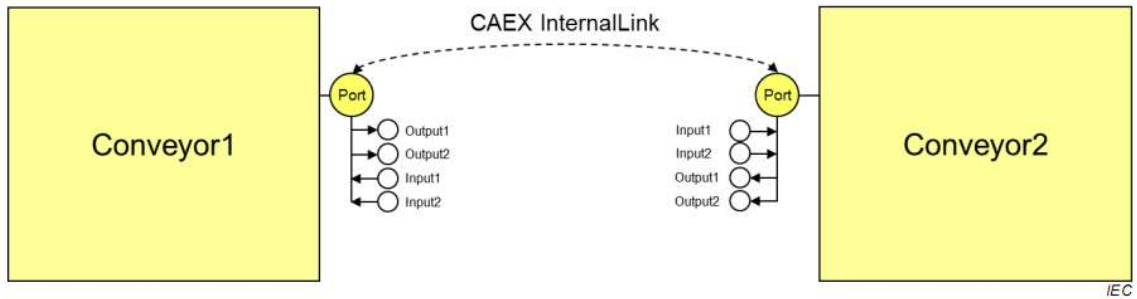 CAEX InternalLink
Conveyor1
Port
Output1
Output2
Input1
Input2
Port
Input1
Input2
Output1
Output2
Conveyor2
IEC